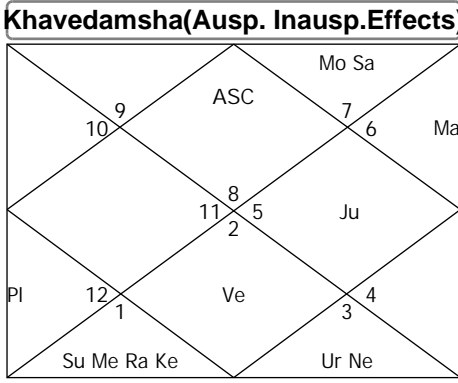 Khavedamsha(Ausp. Inausp.Effects)
Mo Sa
ASC
9
7
10
6
Ma
8
11
5
Ju
2
Pl
12
Ve
4
1
3
Su Me Ra Ke
Ur Ne